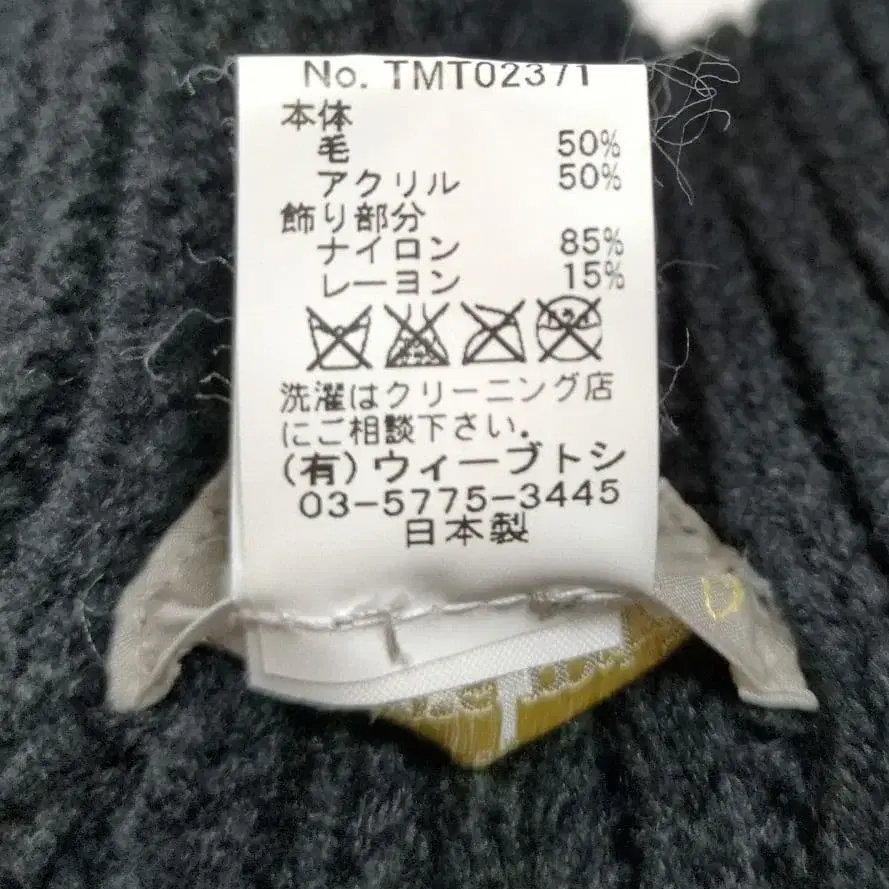 No. TMT02371
本体
毛 50%
アクリル 50%
飾り部分
ナイロン 85%
レーヨン 15%
洗濯はクリーニング店
にご相談下さい.
(有) ウィーブトシ
03-5775-3445
日本製